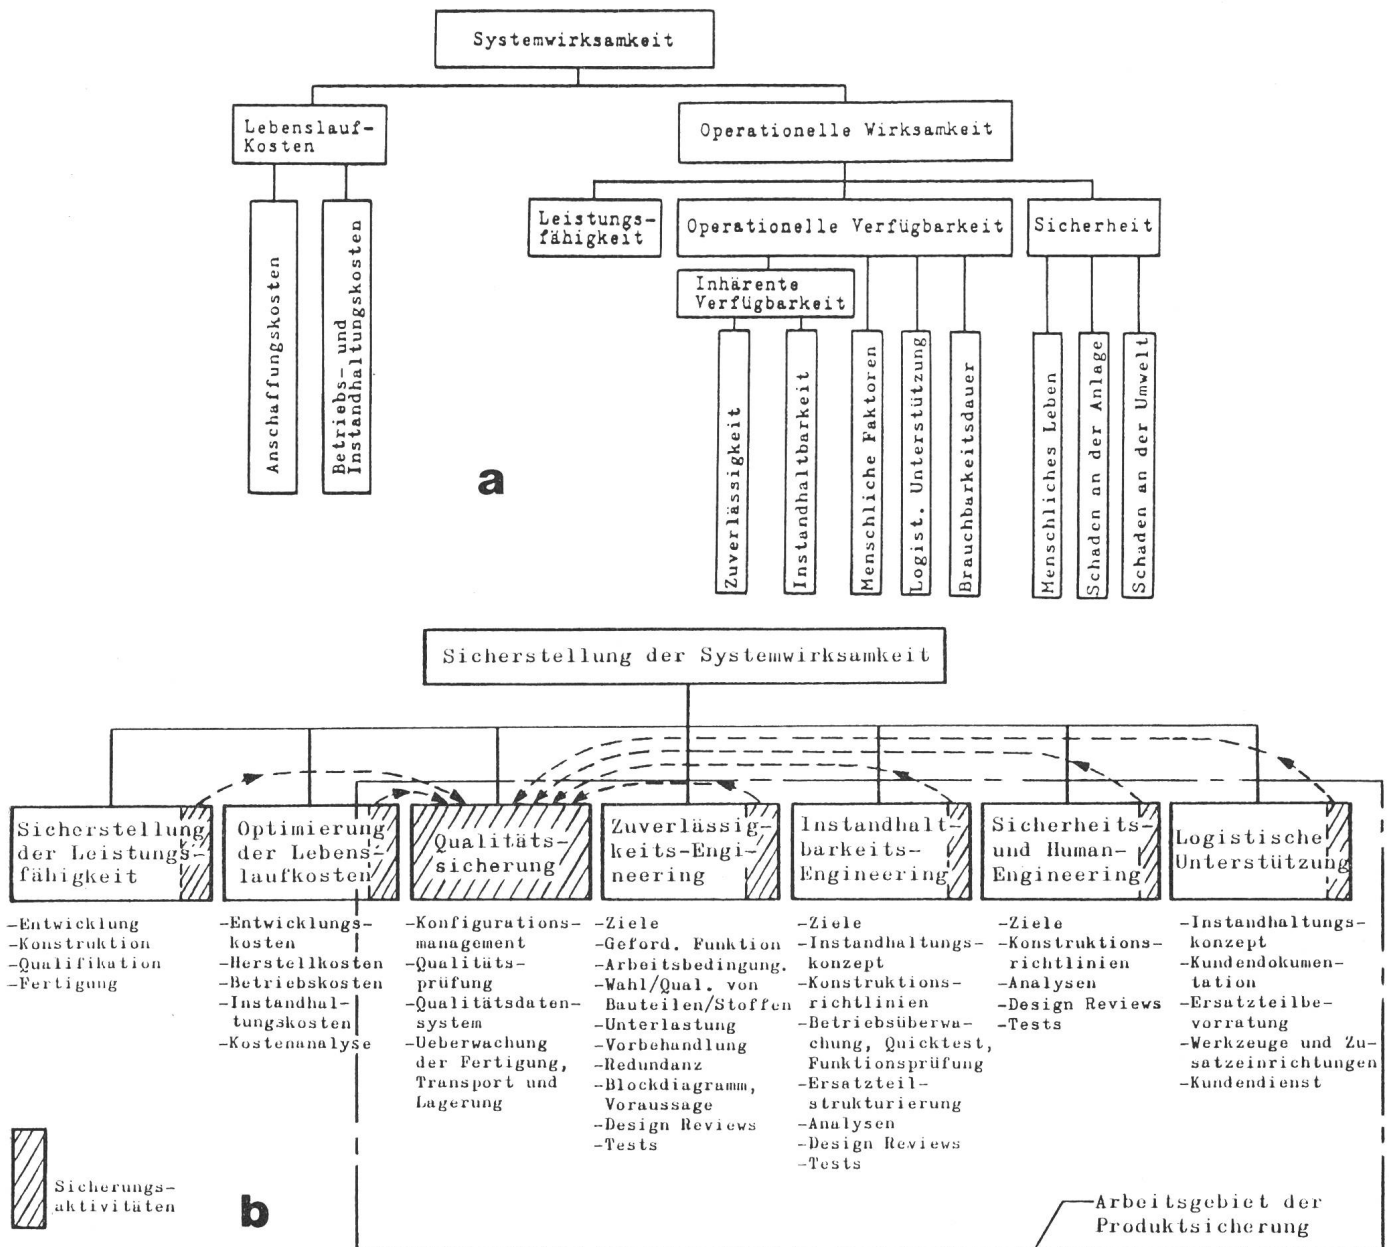 Systemwirksamkeit
Lebenslauf-
Kosten
Operationelle Wirksamkeit
Anschaffungskosten
Betriebs- und
Instandhaltungskosten
Leistungs-
fähigkeit
Operationelle Verfügbarkeit
Sicherheit
Inhärente
Verfügbarkeit
Zuverlässigkeit
Instandhaltbarkeit
Menschliche Faktoren
Logist. Unterstützung
Brauchbarkeitsdauer
Menschliches Leben
Schaden an der Anlage
Schaden an der Umwelt
a
Sicherstellung der Systemwirksamkeit
Sicherstellung
der Leistungs-
fähigkeit
-Entwicklung
-Konstruktion
-Qualifikation
-Fertigung
Optimierung
der Lebens-
laufkosten
-Entwicklungs-
kosten
-Herstellkosten
-Betriebskosten
-Instandhal-
tungskosten
-Kostenanalyse
Qualitäts-
sicherung
-Konfigurations-
management
-Qualitäts-
prüfung
-Qualitätsdaten-
system
-Ueberwachung
der Fertigung,
Transport und
Lagerung
Zuverlässig-
keits-Engi-
neering
-Ziele
-Geford. Funktion
-Arbeitsbedingung.
-Wahl/Qual. von
Bauteilen/Stoffen
-Unterlastung
-Vorbehandlung
-Redundanz
-Blockdiagramm,
Voraussage
-Design Reviews
-Tests
Instandhalt-
barkeits-
Engineering
-Ziele
-Instandhaltungs-
konzept
-Konstruktions-
richtlinien
-Betriebsüberwa-
chung, Quicktest,
Funktionsprüfung
-Ersatzteil-
strukturierung
-Analysen
-Design Reviews
-Tests
Sicherheits-
und Human-
Engineering
-Ziele
-Konstruktions-
richtlinien
-Analysen
-Design Reviews
-Tests
Logistische
Unterstützung
-Instandhaltungs-
konzept
-Kundendokumen-
tation
-Ersatzteilbe-
vorratung
-Werkzeuge und Zu-
satzeinrichtungen
-Kundendienst
Sicherungs-
aktivitäten
b
Arbeitsgebiet der
Produktsicherung